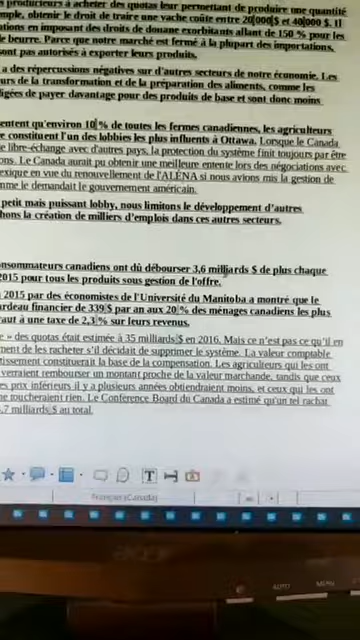 producteurs à acheter des quotas leur permettant de produire une quantité
mple, obtenir le droit de traire une vache coûte entre 20 000 $ et 40 000 $. Il
tations en imposant des droits de douane exorbitants allant de 150 % pour les
le beurre. Parce que notre marché est fermé à la plupart des importations,
sont pas autorisés à exporter leurs produits.
a des répercussions négatives sur d'autres secteurs de notre économie. Les
urs de la transformation et de la préparation des aliments, comme les
ligées de payer davantage pour des produits de base et sont donc moins
sentent qu'environ 10 % de toutes les fermes canadiennes, les agriculteurs
e constituent l'un des lobbies les plus influents à Ottawa. Lorsque le Canada
e libre-échange avec d'autres pays, la protection du système finit toujours par être
ons. Le Canada aurait pu obtenir une meilleure entente lors des négociations avec
exique en vue du renouvellement de l'ALÉNA si nous avions mis la gestion de
mme le demandait le gouvernement américain.
petit mais puissant lobby, nous limitons le développement d'autres
hons la création de milliers d'emplois dans ces autres secteurs.
nsommateurs canadiens ont dû débourser 3,6 milliards $ de plus chaque
2015 pour tous les produits sous gestion de l'offre.
2015 par des économistes de l'Université du Manitoba a montré que le
ardeau financier de 339 $ par an aux 20 % des ménages canadiens les plus
vaut à une taxe de 2,3 % sur leurs revenus.
e » des quotas était estimée à 35 milliards $ en 2016. Mais ce n'est pas ce qu'il en
ment de les racheter s'il décidait de supprimer le système. La valeur comptable
tissement constituerait la base de la compensation. Les agriculteurs qui les ont
verraient rembourser un montant proche de la valeur marchande, tandis que ceux
es prix inférieurs il y a plusieurs années obtiendraient moins, et ceux qui les ont
ne toucheraient rien. Le Conference Board du Canada a estimé qu'un tel rachat
,7 milliards $ au total.
T
Français (Canada)
acer
AUTO
MENU